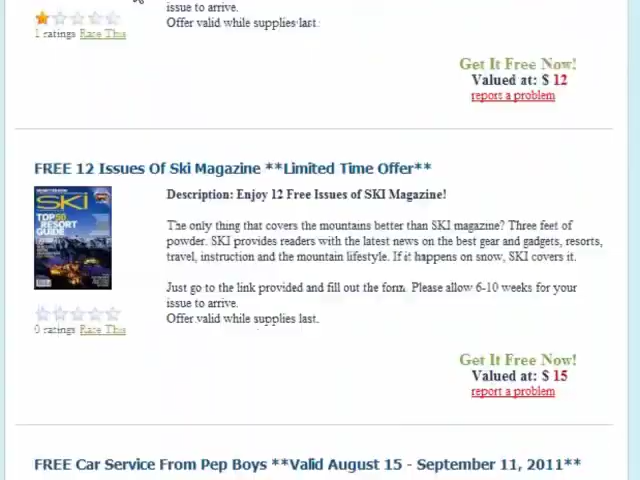 issue to arrive.
Offer valid while supplies last.
1 ratings Rate This
Get It Free Now!
Valued at: $ 12
report a problem
FREE 12 Issues Of Ski Magazine **Limited Time Offer**
Description: Enjoy 12 Free Issues of SKI Magazine!
SKI
TOP 50
RESORT
GUIDE
The only thing that covers the mountains better than SKI magazine? Three feet of
powder. SKI provides readers with the latest news on the best gear and gadgets, resorts,
travel, instruction and the mountain lifestyle. If it happens on snow, SKI covers it.
Just go to the link provided and fill out the form. Please allow 6-10 weeks for your
issue to arrive.
Offer valid while supplies last.
0 ratings Rate This
Get It Free Now!
Valued at: $ 15
report a problem
FREE Car Service From Pep Boys **Valid August 15 - September 11, 2011**